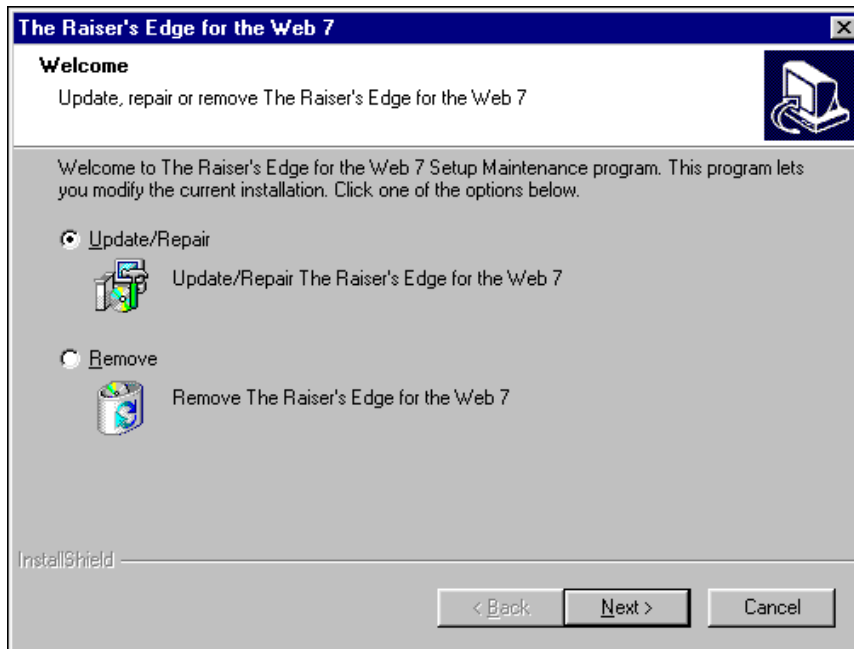 The Raiser's Edge for the Web 7
Welcome
Update, repair or remove The Raiser's Edge for the Web 7
Welcome to The Raiser's Edge for the Web 7 Setup Maintenance program. This program lets
you modify the current installation. Click one of the options below.
Update/Repair
Update/Repair The Raiser's Edge for the Web 7
Remove
Remove The Raiser's Edge for the Web 7
InstallShield
< Back
Next >
Cancel